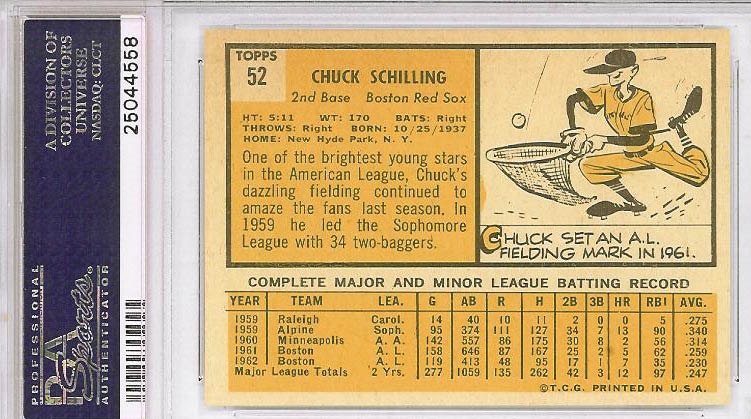 A DIVISION OF
COLLECTORS
UNIVERSE
NASDAQ: CLCT
25044558
PROFESSIONAL
PSA
Sports®
AUTHENTICATOR
TOPPS
52
CHUCK SCHILLING
2nd Base Boston Red Sox
HT: 5:11 WT: 170 BATS: Right
THROWS: Right BORN: 10/25/1937
HOME: New Hyde Park, N. Y.
One of the brightest young stars
in the American League, Chuck's
dazzling fielding continued to
amaze the fans last season. In
1959 he led the Sophomore
League with 34 two-baggers.
CHUCK SET AN A.L.
FIELDING MARK IN 1961.
COMPLETE MAJOR AND MINOR LEAGUE BATTING RECORD
YEAR TEAM LEA. G AB R H 2B 3B HR RBI AVG.
1959 Raleigh Carol. 14 40 10 11 2 0 0 5 .275
1959 Alpine Soph. 95 374 111 127 34 7 13 90 .340
1960 Minneapolis A. A. 142 557 86 175 30 8 2 56 .314
1961 Boston A. L. 158 646 87 167 25 2 5 62 .259
1962 Boston A. L. 119 413 48 95 17 1 7 35 .230
Major League Totals 2 Yrs. 277 1059 135 262 42 3 12 97 .247
©T.C.G. PRINTED IN U.S.A.